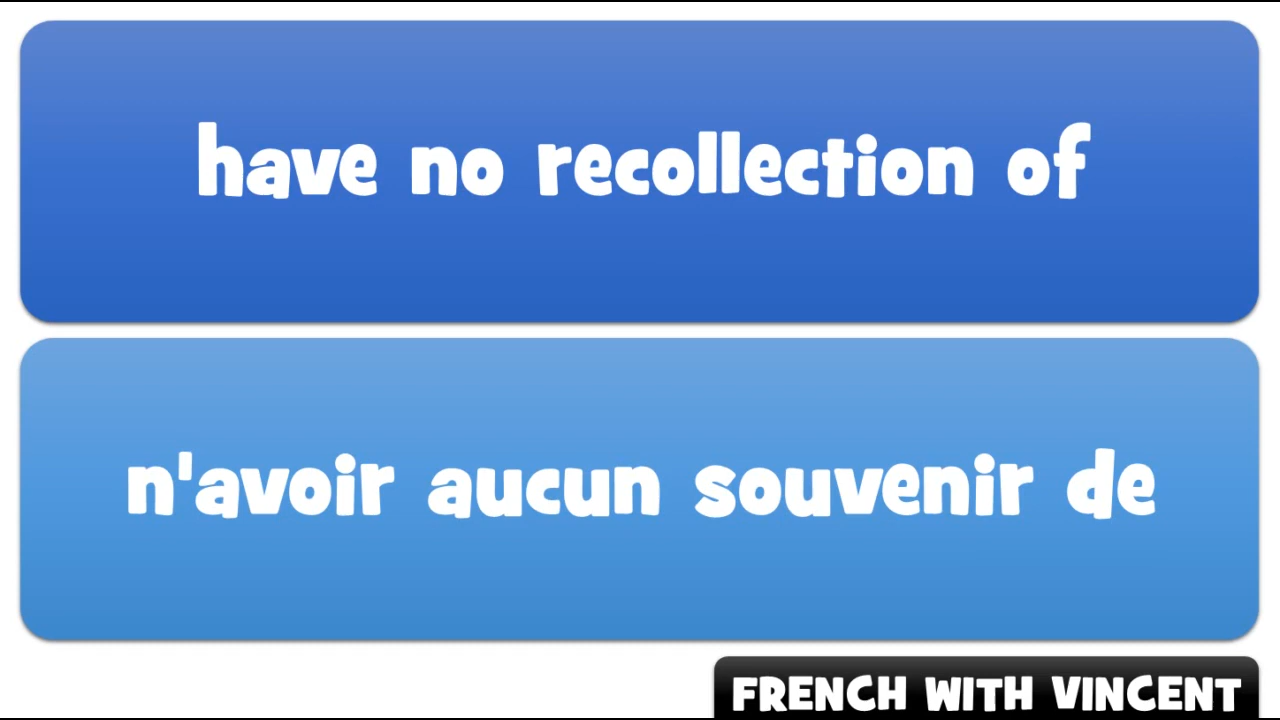 have no recollection of
n'avoir aucun souvenir de
FRENCH WITH VINCENT